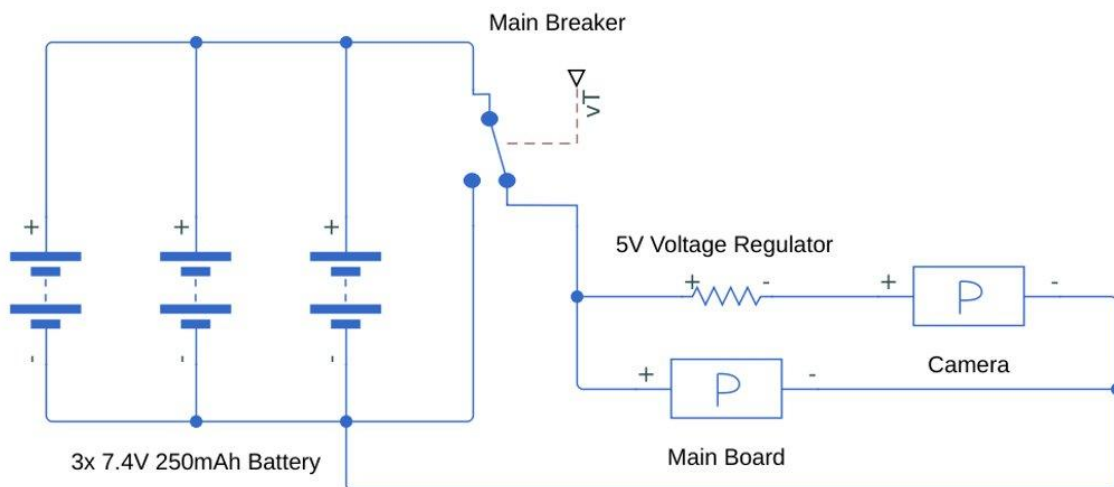 Main Breaker
vT
+ + +
- - -
5V Voltage Regulator
+ - + -
P
Camera
+ -
P
Main Board
3x 7.4V 250mAh Battery